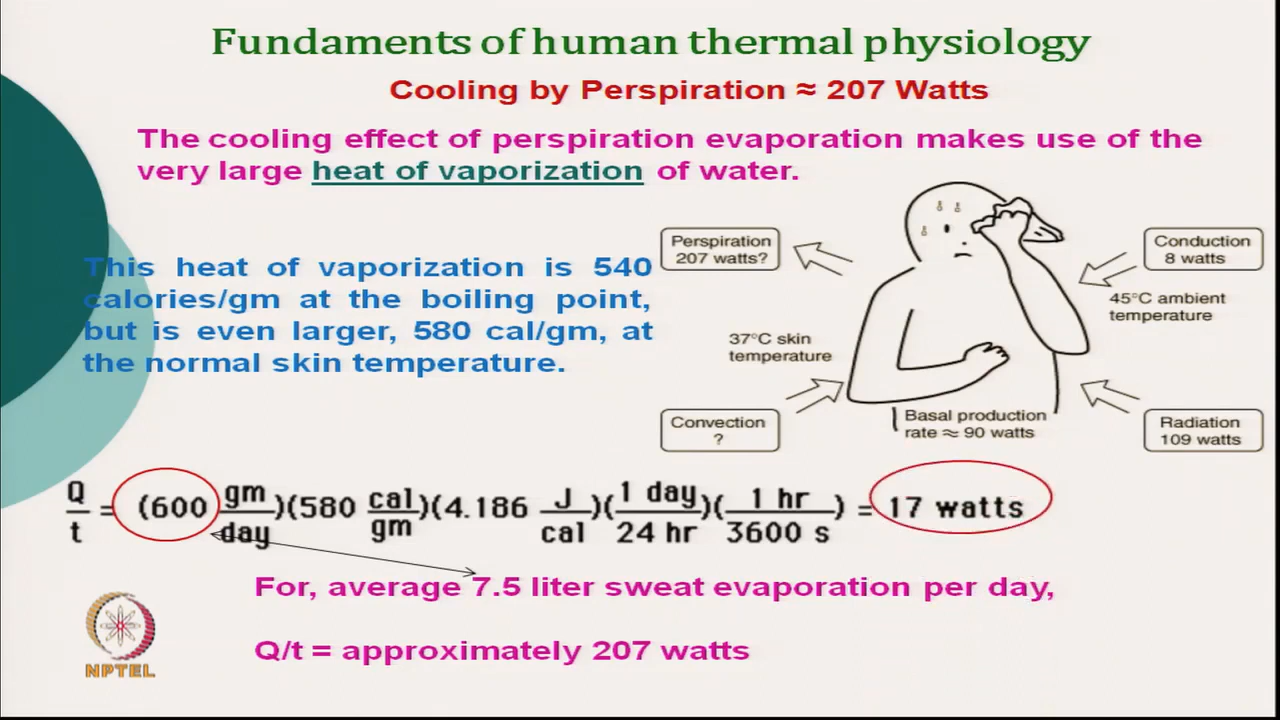 Fundaments of human thermal physiology
Cooling by Perspiration ≈ 207 Watts
The cooling effect of perspiration evaporation makes use of the
very large heat of vaporization of water.
This heat of vaporization is 540
calories/gm at the boiling point,
but is even larger, 580 cal/gm, at
the normal skin temperature.
Perspiration
207 watts?
Conduction
8 watts
45°C ambient
temperature
37°C skin
temperature
Convection
?
Basal production
rate ≈ 90 watts
Radiation
109 watts
Q/t = (600 gm/day)(580 cal/gm)(4.186 J/cal)(1 day/24 hr)(1 hr/3600 s) = 17 watts
For, average 7.5 liter sweat evaporation per day,
Q/t = approximately 207 watts
NPTEL